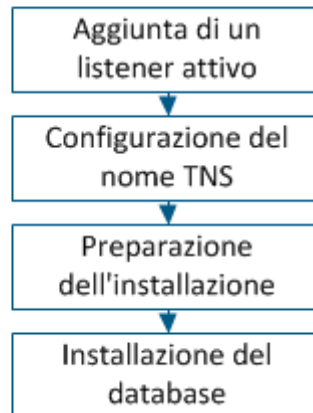 Aggiunta di un
listener attivo
Configurazione del
nome TNS
Preparazione
dell'installazione
Installazione del
database